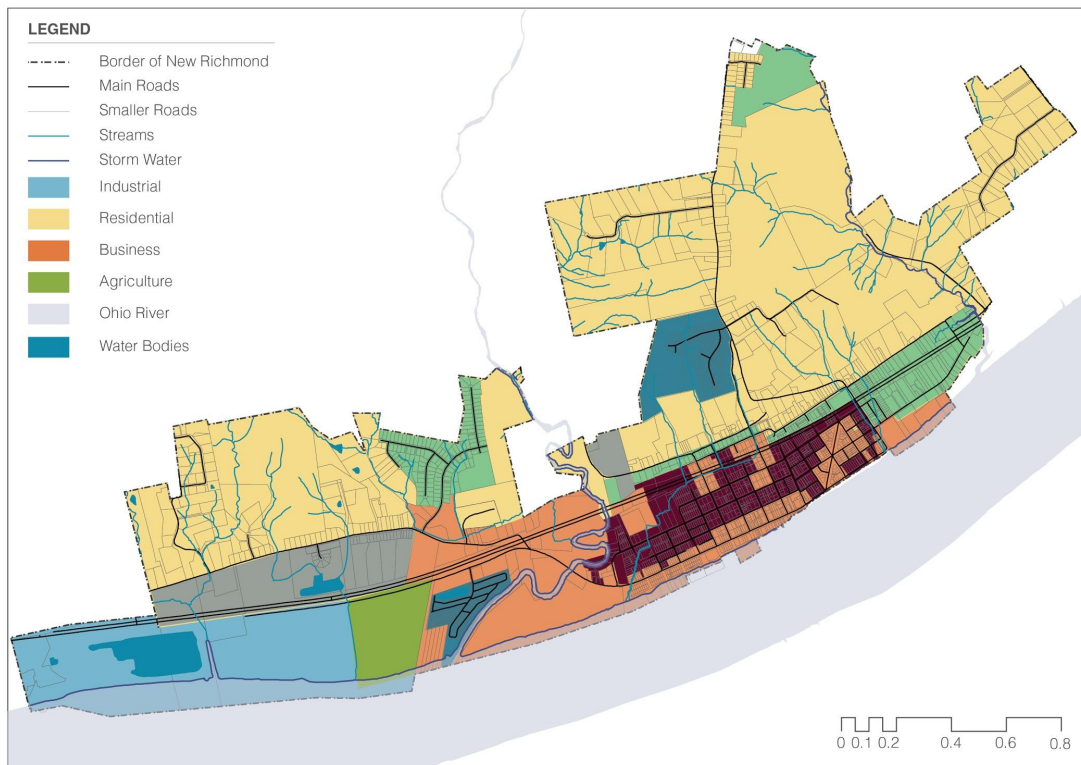 LEGEND
Border of New Richmond
Main Roads
Smaller Roads
Streams
Storm Water
Industrial
Residential
Business
Agriculture
Ohio River
Water Bodies
0 0.1 0.2 0.4 0.6 0.8